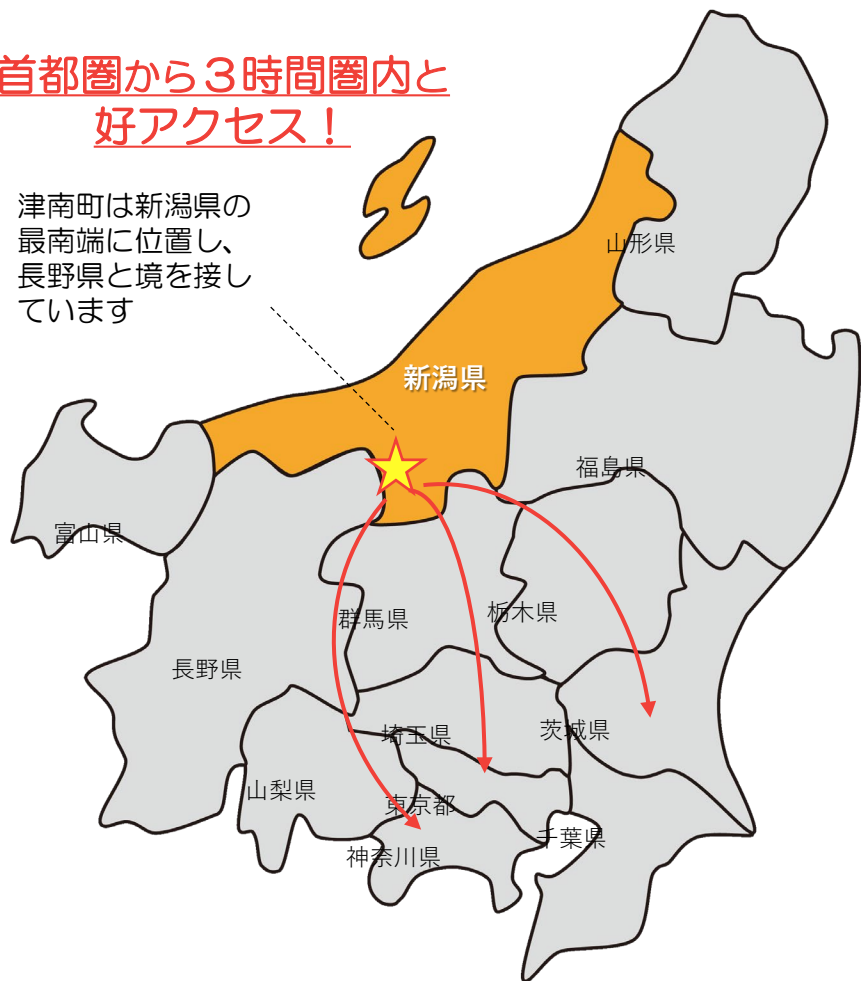 首都圏から３時間圏内と
好アクセス！
津南町は新潟県の
最南端に位置し、
長野県と境を接し
ています
山形県
新潟県
福島県
富山県
群馬県
栃木県
長野県
埼玉県
茨城県
山梨県
東京都
千葉県
神奈川県